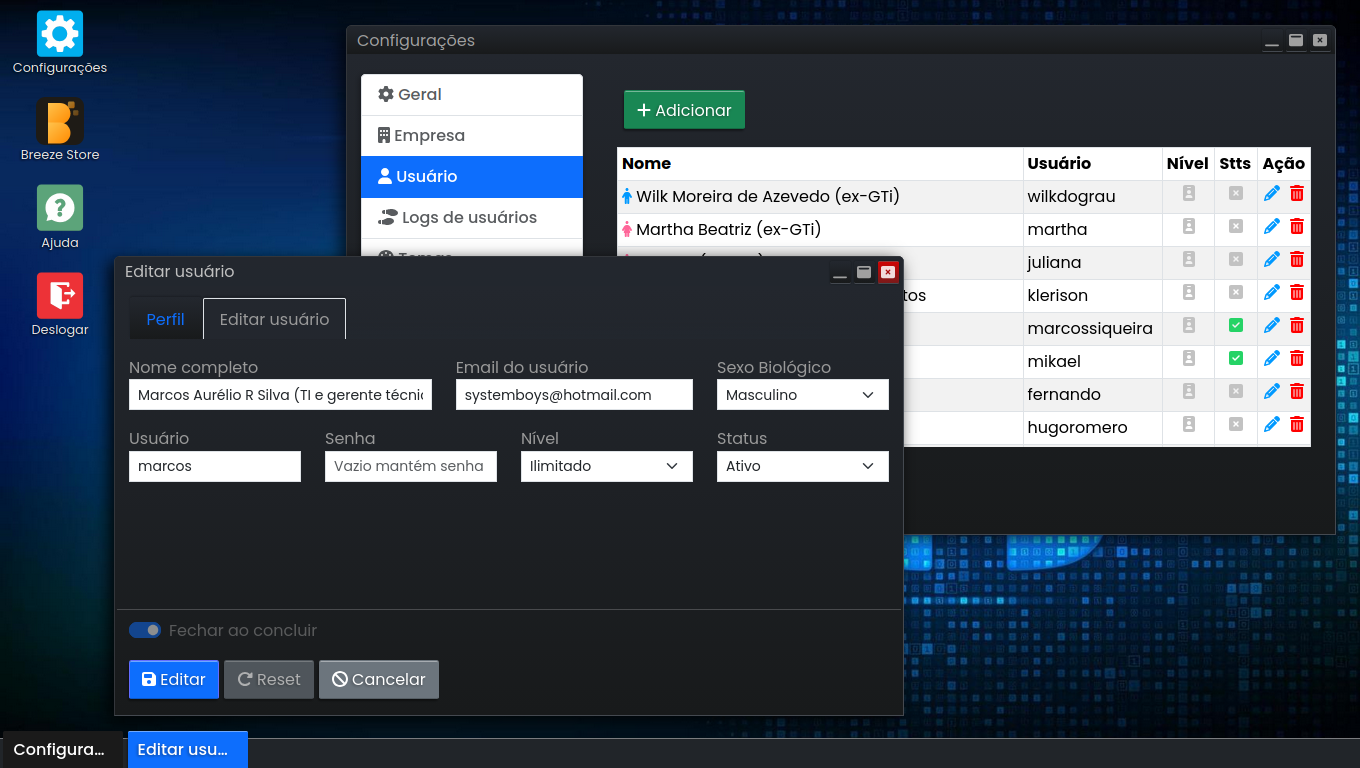 Configurações
Breeze Store
Ajuda
Deslogar
Configurações
Geral
Empresa
Usuário
Logs de usuários
+ Adicionar
Nome Usuário Nível Stts Ação
Wilk Moreira de Azevedo (ex-GTi) wilkdograu
Martha Beatriz (ex-GTi) martha
juliana
tos klerison
marcossiqueira
mikael
fernando
hugoromero
Editar usuário
Perfil Editar usuário
Nome completo Email do usuário Sexo Biológico
Marcos Aurélio R Silva (TI e gerente técnic systemboys@hotmail.com Masculino
Usuário Senha Nível Status
marcos Vazio mantém senha Ilimitado Ativo
Fechar ao concluir
Editar Reset Cancelar
Configura... Editar usu...